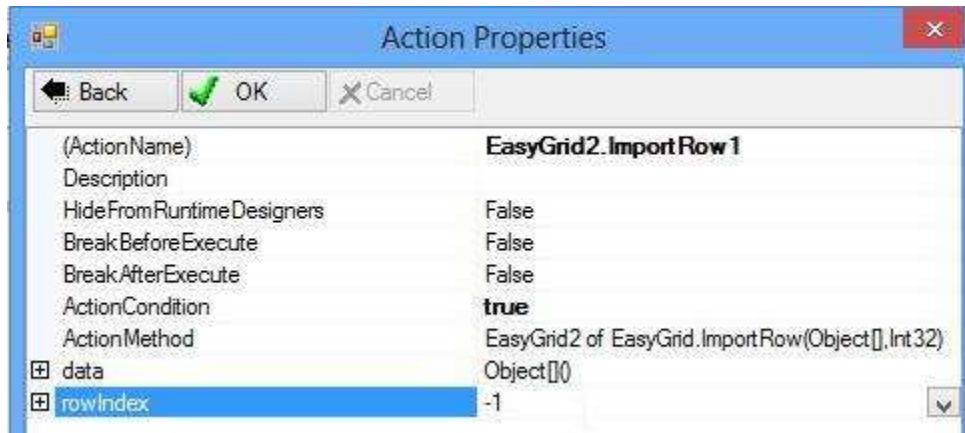 Action Properties
Back OK Cancel
(ActionName) EasyGrid2.ImportRow1
Description
HideFromRuntimeDesigners False
BreakBeforeExecute False
BreakAfterExecute False
ActionCondition true
ActionMethod EasyGrid2 of EasyGrid.ImportRow(Object[],Int32)
data Object[]()
rowIndex -1